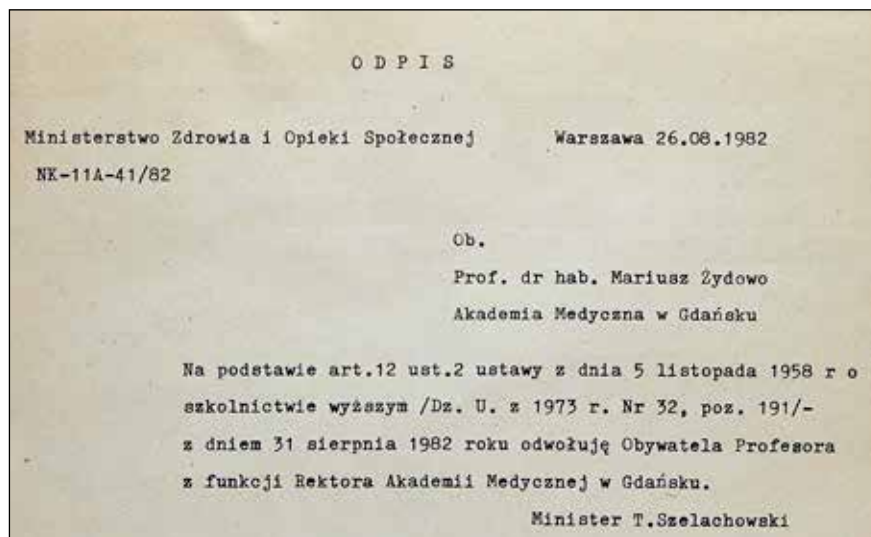 O D P I S
Ministerstwo Zdrowia i Opieki Społecznej Warszawa 26.08.1982
NK-11A-41/82
Ob.
Prof. dr hab. Mariusz Żydowo
Akademia Medyczna w Gdańsku
Na podstawie art.12 ust.2 ustawy z dnia 5 listopada 1958 r o
szkolnictwie wyższym /Dz. U. z 1973 r. Nr 32, poz. 191/-
z dniem 31 sierpnia 1982 roku odwołuję Obywatela Profesora
z funkcji Rektora Akademii Medycznej w Gdańsku.
Minister T.Szelachowski